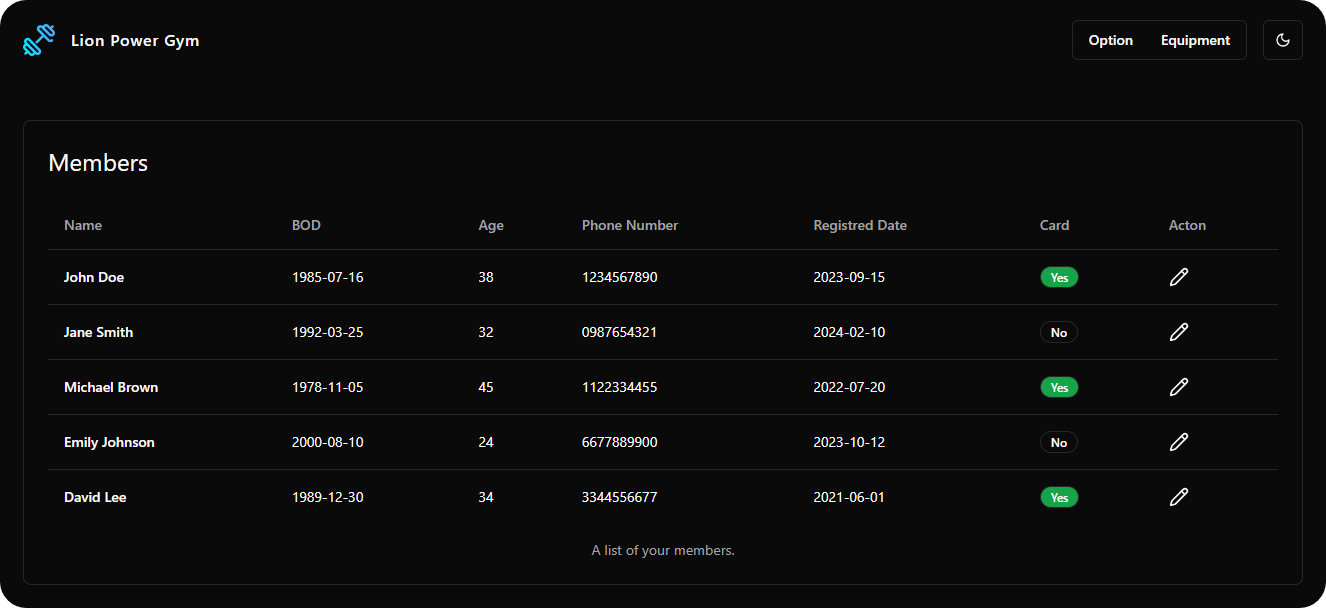 Lion Power Gym
Option Equipment
Members
Name BOD Age Phone Number Registred Date Card Acton
John Doe 1985-07-16 38 1234567890 2023-09-15 Yes
Jane Smith 1992-03-25 32 0987654321 2024-02-10 No
Michael Brown 1978-11-05 45 1122334455 2022-07-20 Yes
Emily Johnson 2000-08-10 24 6677889900 2023-10-12 No
David Lee 1989-12-30 34 3344556677 2021-06-01 Yes
A list of your members.